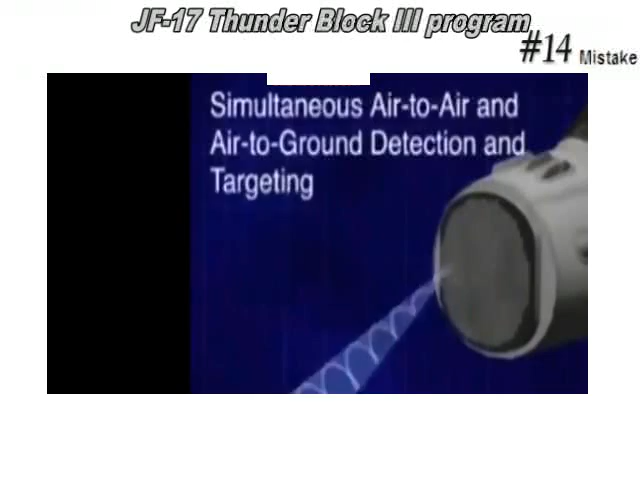 JF-17 Thunder Block III program
#14 Mistake
Simultaneous Air-to-Air and
Air-to-Ground Detection and
Targeting